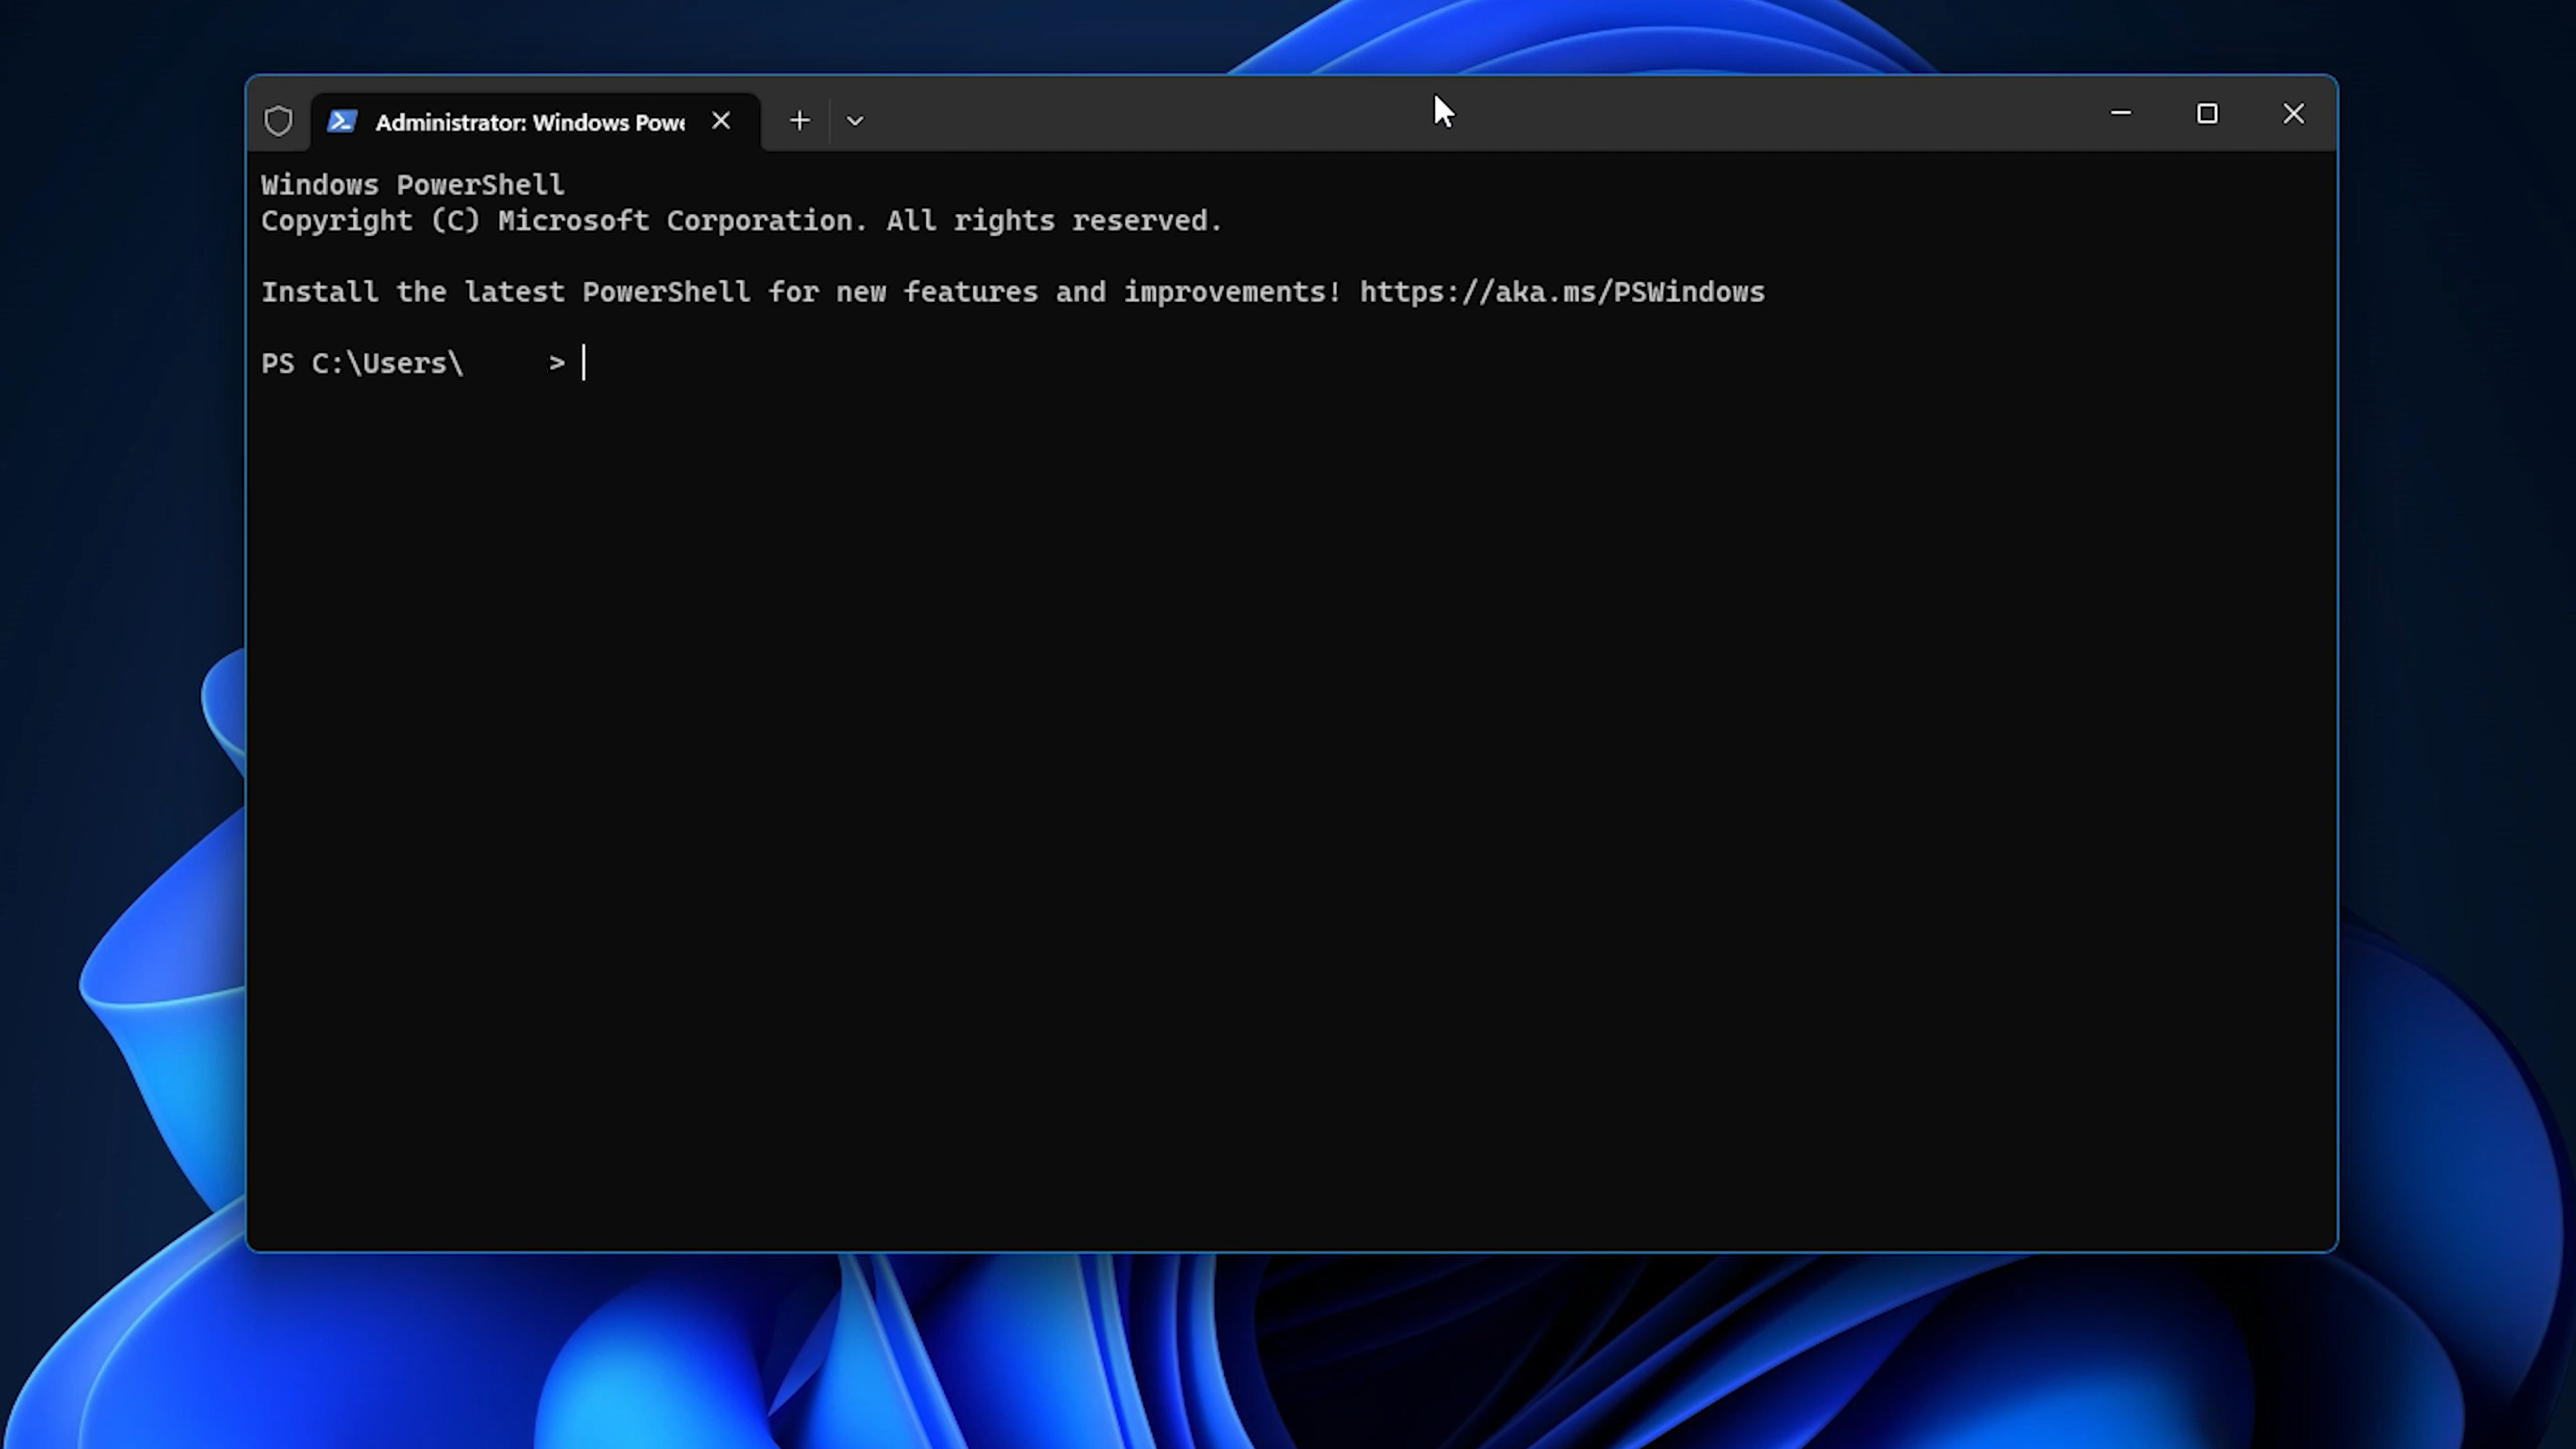 Administrator: Windows Powe
Windows PowerShell
Copyright (C) Microsoft Corporation. All rights reserved.
Install the latest PowerShell for new features and improvements! https://aka.ms/PSWindows
PS C:\Users\     >